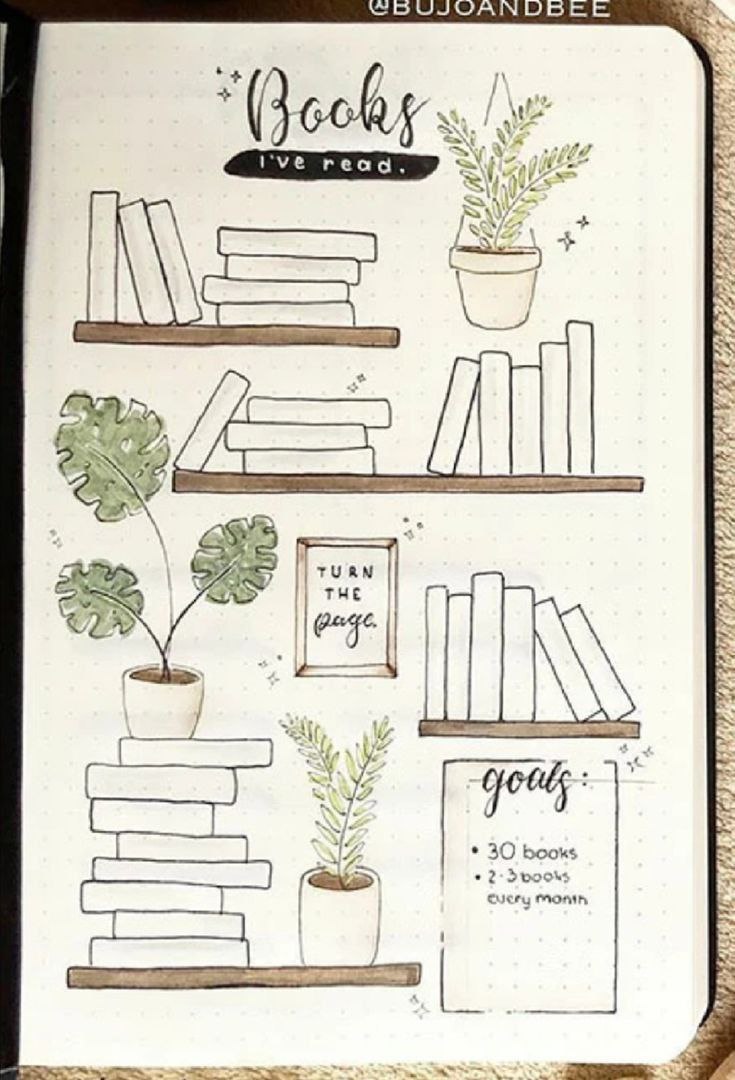 @BUJOANDBEE
Books
I've read.
TURN
THE
page.
goals:
• 30 books
• 2-3 books
every month